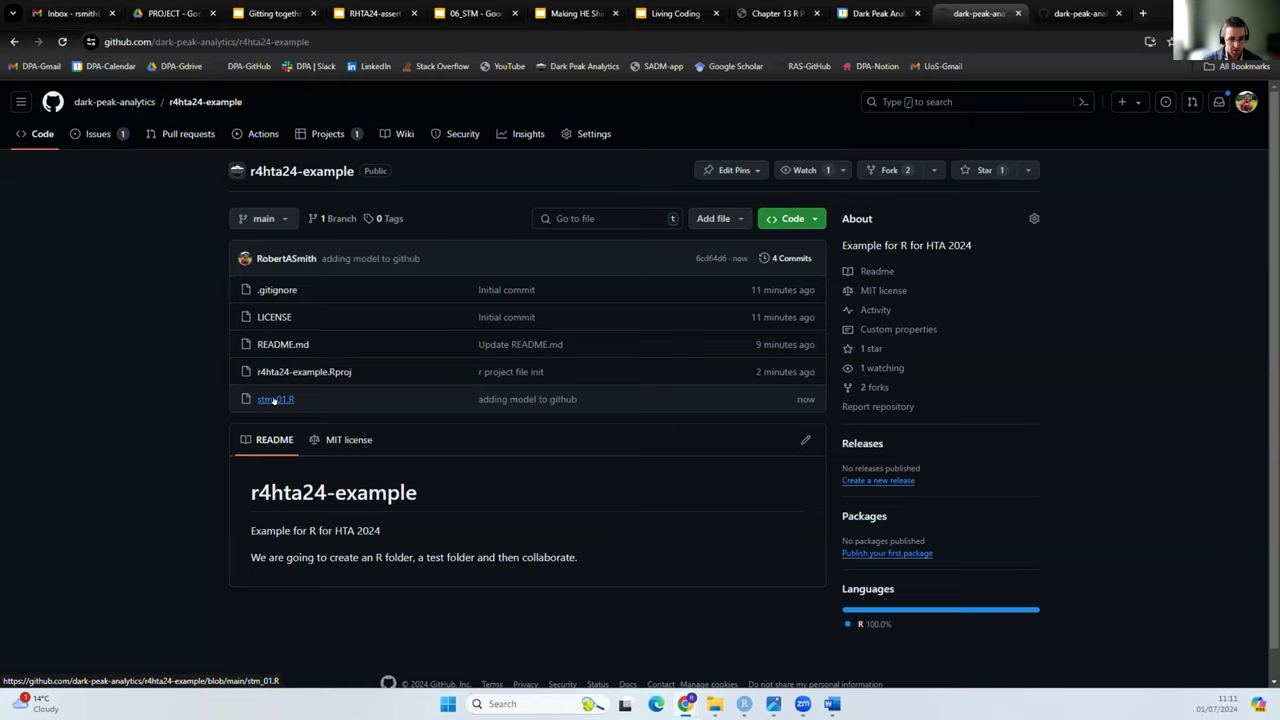 Inbox - rsmith(
PROJECT - Goo
Gitting togeth
RHTA24-assert
06_STM - Goo
Making HE Shi
Living Coding
Chapter 13 R P
Dark Peak Anal
dark-peak-ana
dark-peak-anal
github.com/dark-peak-analytics/r4hta24-example
DPA-Gmail
DPA-Calendar
DPA-Gdrive
DPA-GitHub
DPA | Slack
LinkedIn
Stack Overflow
YouTube
Dark Peak Analytics
SADM-app
Google Scholar
RAS-GitHub
DPA-Notion
UoS-Gmail
All Bookmarks
dark-peak-analytics / r4hta24-example
Type / to search
Code
Issues 1
Pull requests
Actions
Projects 1
Wiki
Security
Insights
Settings
r4hta24-example Public
Edit Pins
Watch 1
Fork 2
Star 1
main
1 Branch
0 Tags
Go to file t
Add file
Code
RobertASmith adding model to github 6cd64d6 · now 4 Commits
.gitignore Initial commit 11 minutes ago
LICENSE Initial commit 11 minutes ago
README.md Update README.md 9 minutes ago
r4hta24-example.Rproj r project file init 2 minutes ago
stm_01.R adding model to github now
README
MIT license
r4hta24-example
Example for R for HTA 2024
We are going to create an R folder, a test folder and then collaborate.
About
Example for R for HTA 2024
Readme
MIT license
Activity
Custom properties
1 star
1 watching
2 forks
Report repository
Releases
No releases published
Create a new release
Packages
No packages published
Publish your first package
Languages
R 100.0%
https://github.com/dark-peak-analytics/r4hta24-example/blob/main/stm_01.R
© 2024 GitHub, Inc. Terms Privacy Security Status Docs Contact Manage cookies Do not share my personal information
1
14°C
Cloudy
Search
11:11
01/07/2024